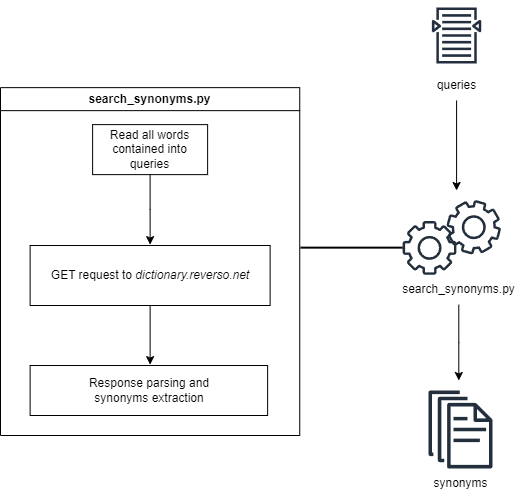 queries
search_synonyms.py
Read all words
contained into
queries
GET request to dictionary.reverso.net
search_synonyms.py
Response parsing and
synonyms extraction
synonyms